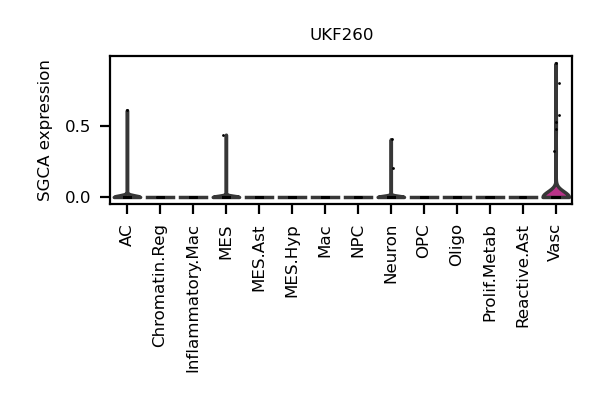 UKF260
SGCA expression
0.5
0.0
AC
Chromatin.Reg
Inflammatory.Mac
MES
MES.Ast
MES.Hyp
Mac
NPC
Neuron
OPC
Oligo
Prolif.Metab
Reactive.Ast
Vasc